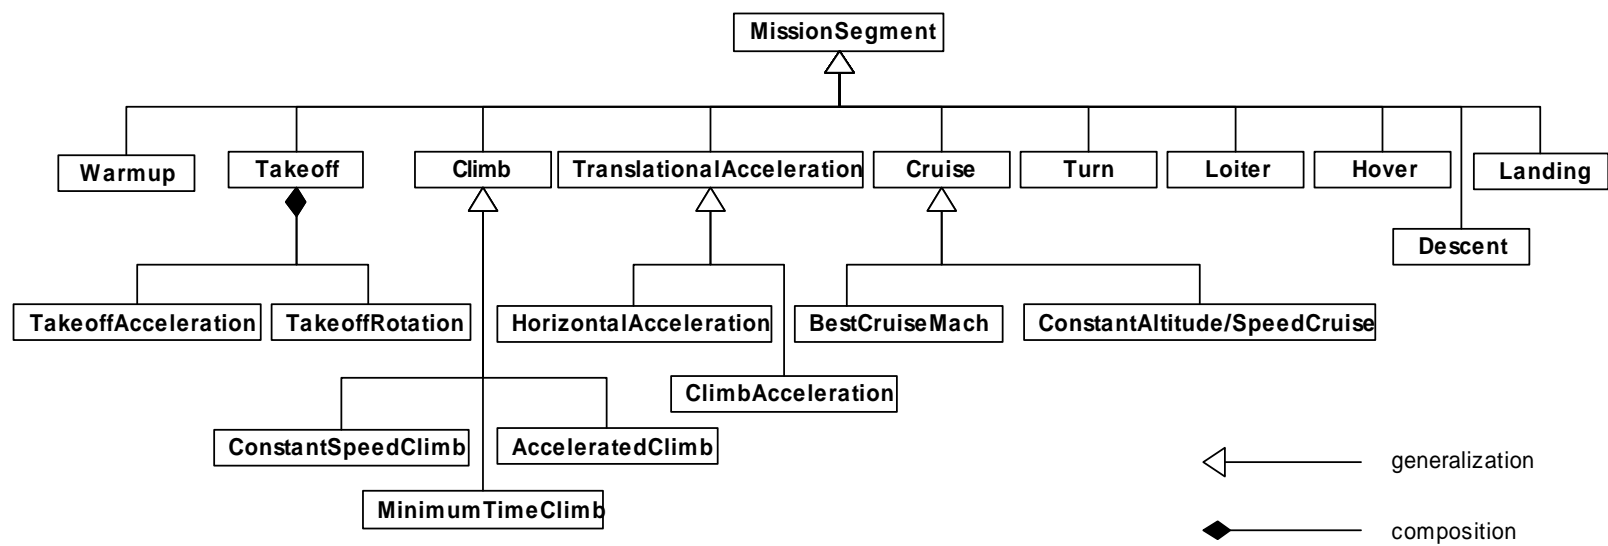 MissionSegment
Warmup
Takeoff
Climb
TranslationalAcceleration
Cruise
Turn
Loiter
Hover
Landing
Descent
TakeoffAcceleration
TakeoffRotation
HorizontalAcceleration
BestCruiseMach
ConstantAltitude/SpeedCruise
ClimbAcceleration
ConstantSpeedClimb
AcceleratedClimb
MinimumTimeClimb
generalization
composition